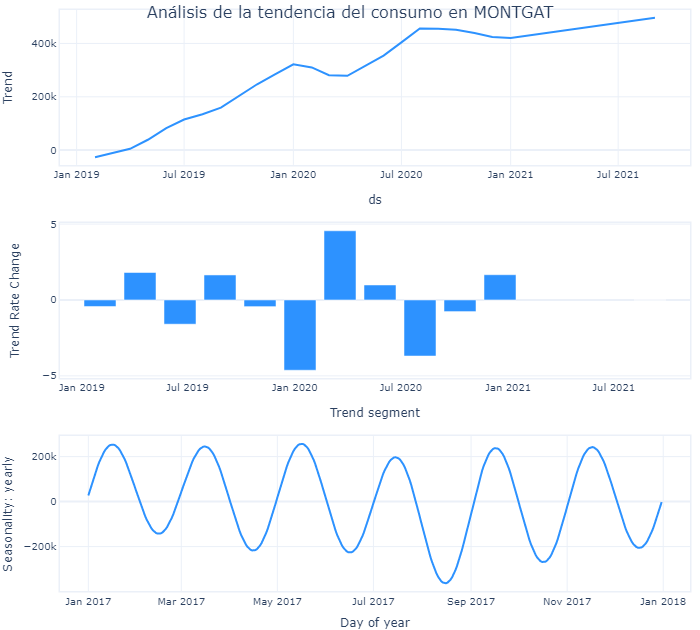 Análisis de la tendencia del consumo en MONTGAT
400k
200k
0
Trend
Jan 2019
Jul 2019
Jan 2020
Jul 2020
Jan 2021
Jul 2021
ds
5
0
−5
Trend Rate Change
Jan 2019
Jul 2019
Jan 2020
Jul 2020
Jan 2021
Jul 2021
Trend segment
200k
0
−200k
Seasonality: yearly
Jan 2017
Mar 2017
May 2017
Jul 2017
Sep 2017
Nov 2017
Jan 2018
Day of year